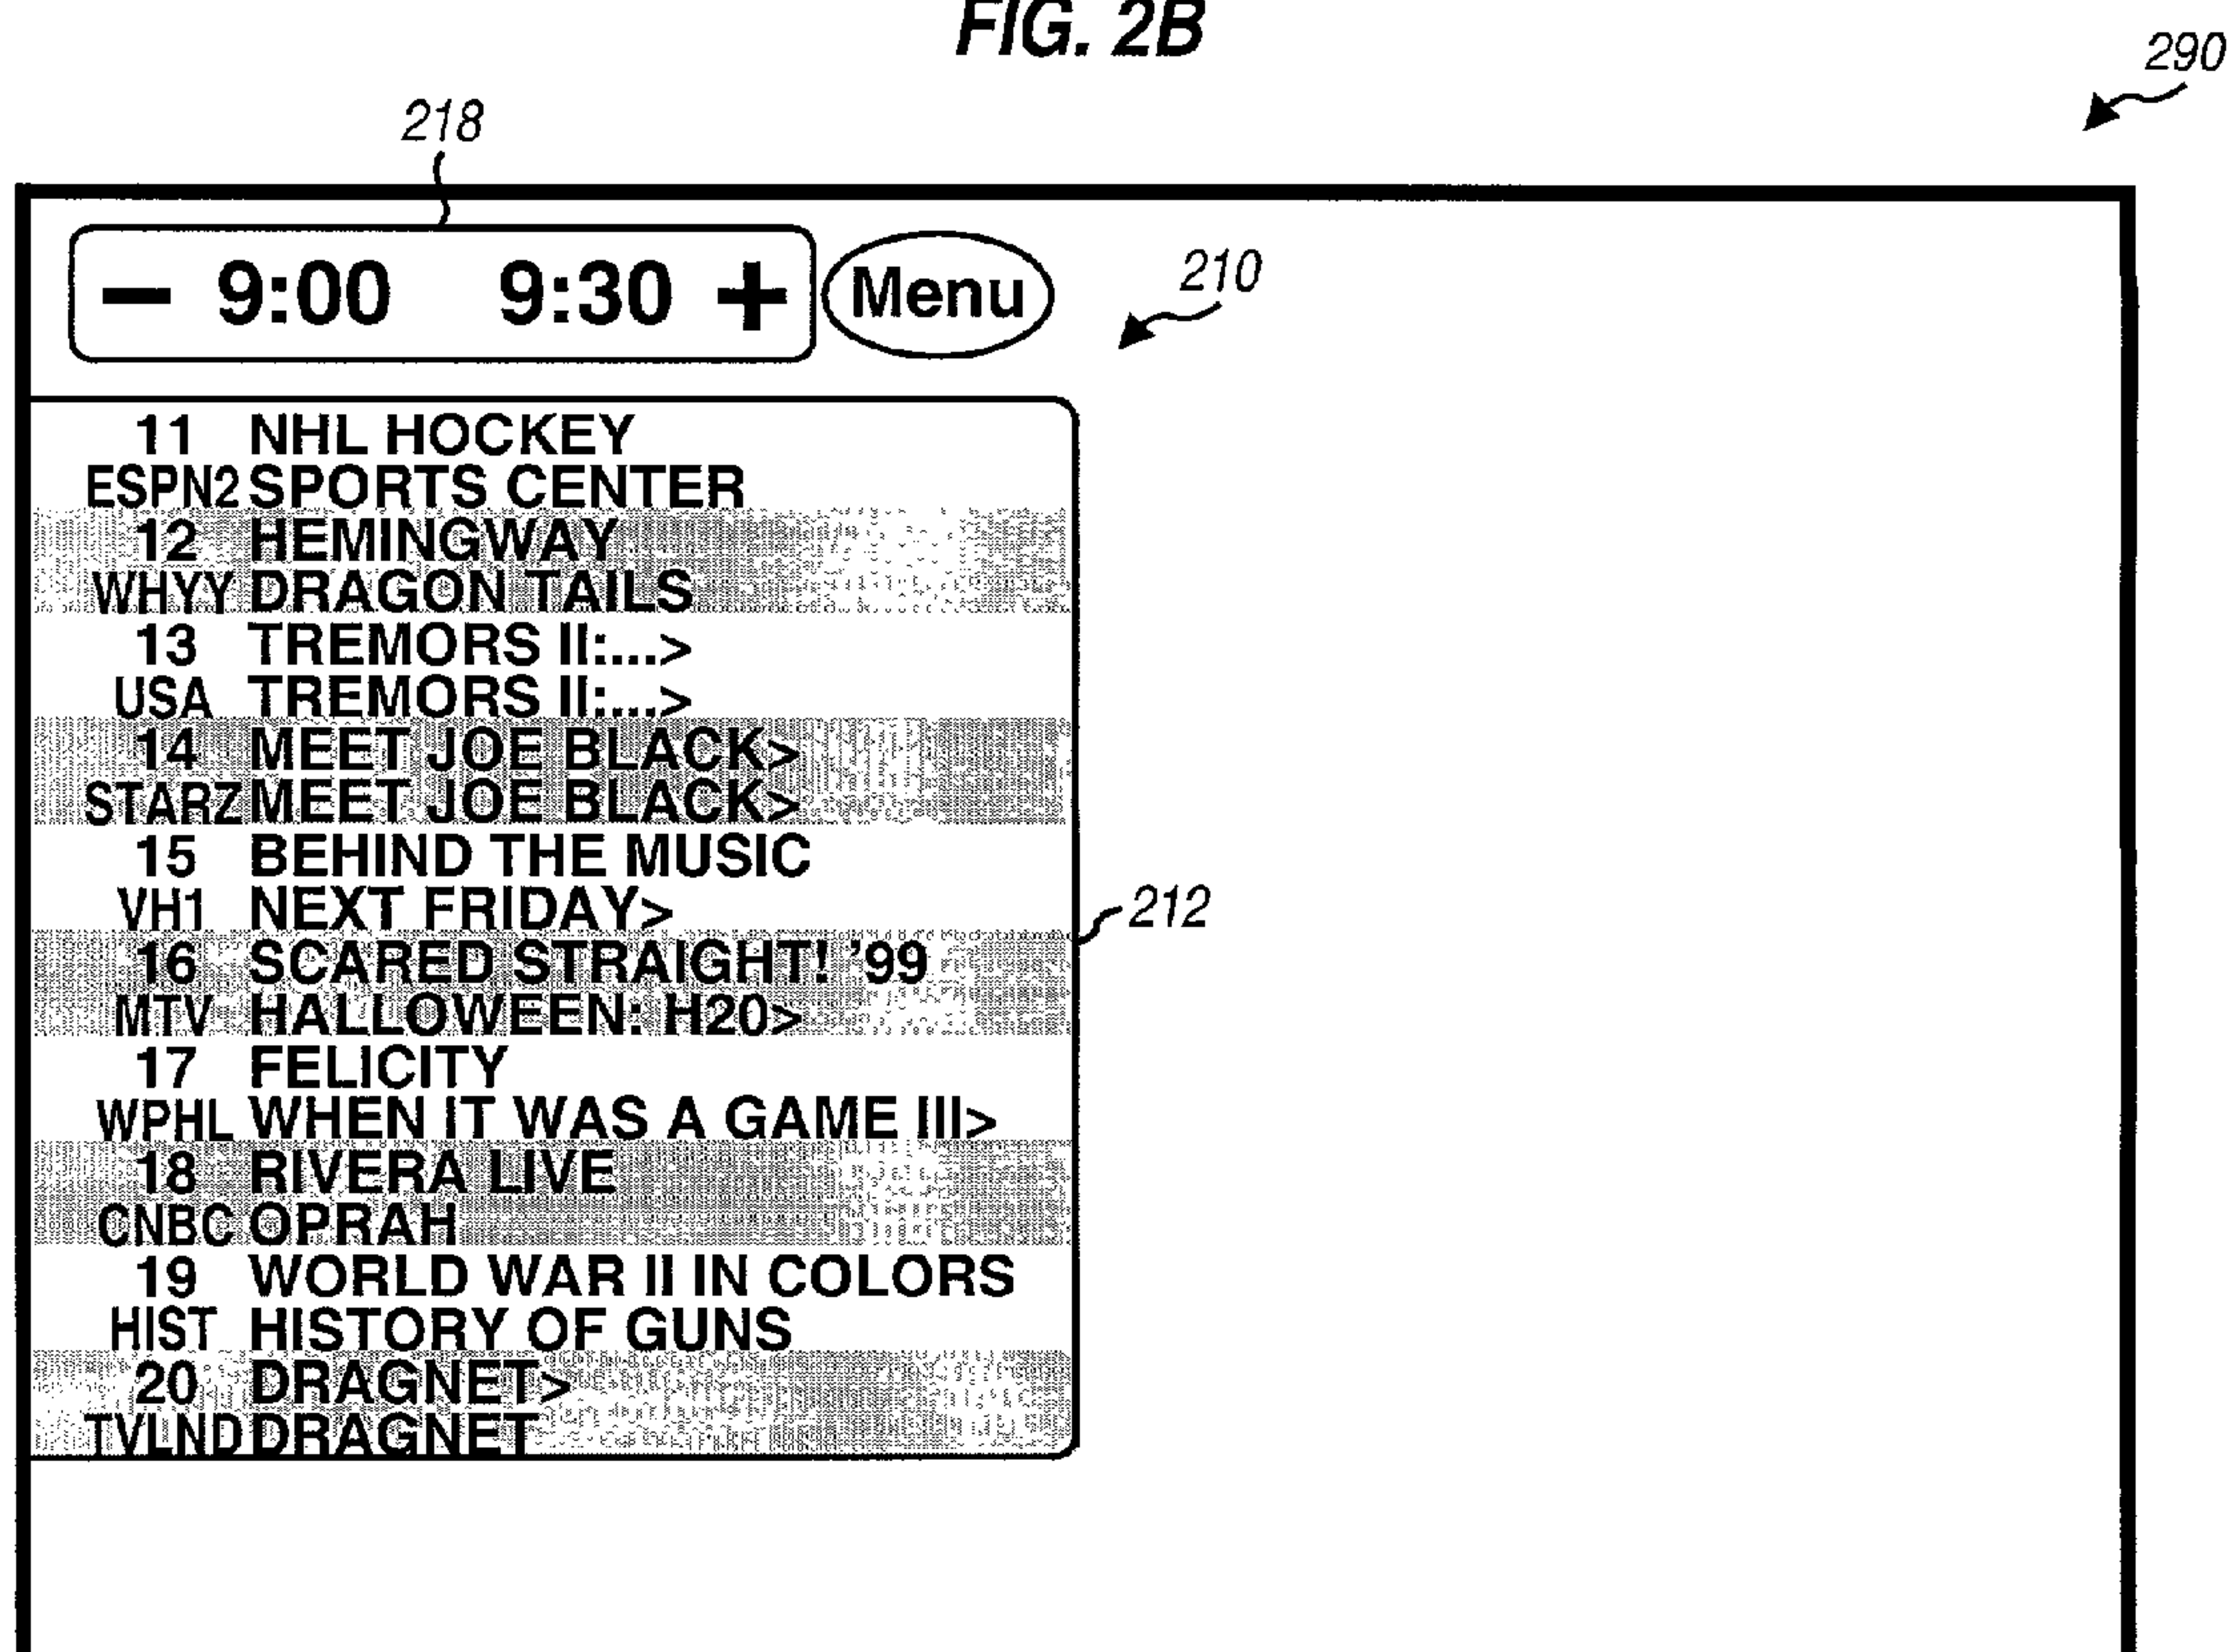 FIG. 2B
290
218
− 9:00 9:30 + Menu
210
11 NHL HOCKEY
ESPN2 SPORTS CENTER
12 HEMINGWAY
WHYY DRAGON TAILS
13 TREMORS II:...>
USA TREMORS II:...>
14 MEET JOE BLACK>
STARZ MEET JOE BLACK>
15 BEHIND THE MUSIC
VH1 NEXT FRIDAY>
212
16 SCARED STRAIGHT! '99
MTV HALLOWEEN: H20>
17 FELICITY
WPHL WHEN IT WAS A GAME III>
18 RIVERA LIVE
CNBC OPRAH
19 WORLD WAR II IN COLORS
HIST HISTORY OF GUNS
20 DRAGNET>
TVLND DRAGNET